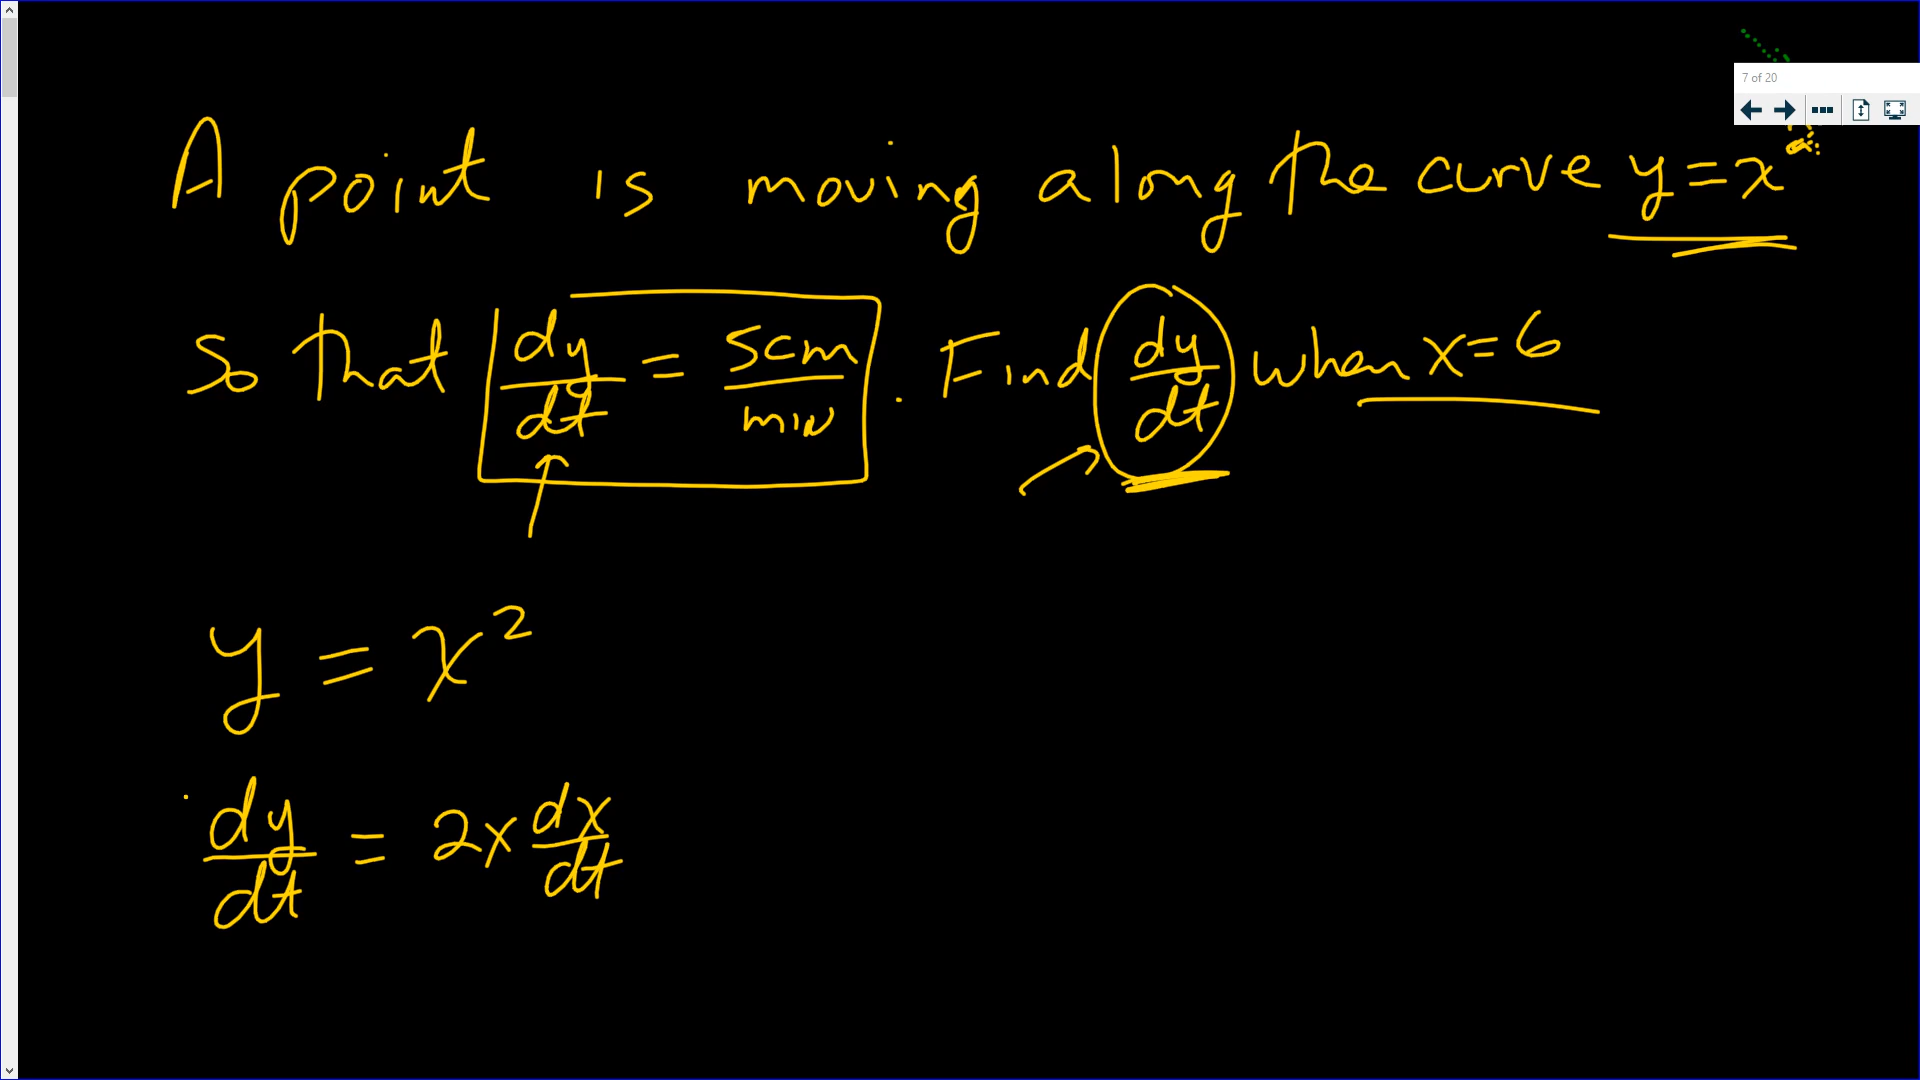 7 of 20
A point is moving along the curve y=x²
So that dy/dt = 5cm/min . Find dy/dt when x=6
y = x²
dy/dt = 2x dx/dt